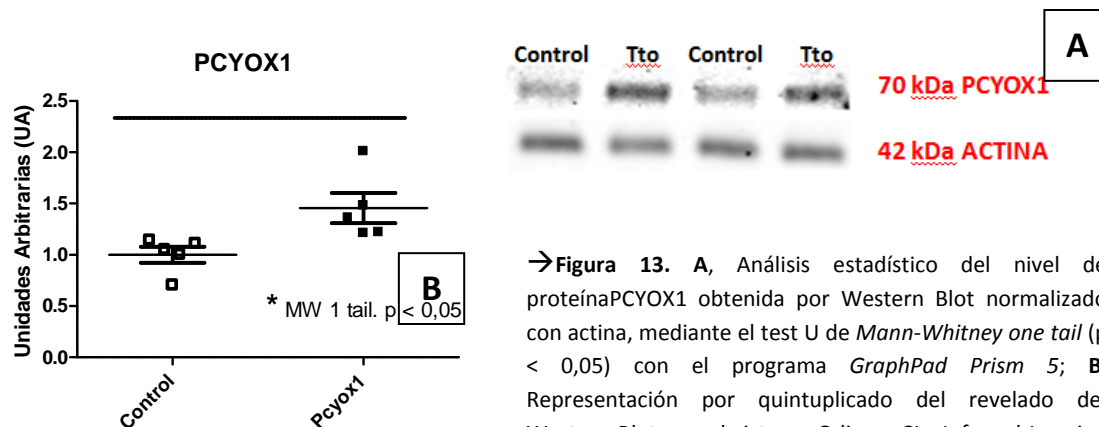 PCYOX1
Unidades Arbitrarias (UA)
2.5
2.0
1.5
1.0
0.5
0.0
* MW 1 tail. p < 0,05
B
Control
Pcyox1
A
Control Tto Control Tto
70 kDa PCYOX1
42 kDa ACTINA
→Figura 13. A, Análisis estadístico del nivel de
proteínaPCYOX1 obtenida por Western Blot normalizado
con actina, mediante el test U de Mann-Whitney one tail (p
< 0,05) con el programa GraphPad Prism 5; B
Representación por quintuplicado del revelado de